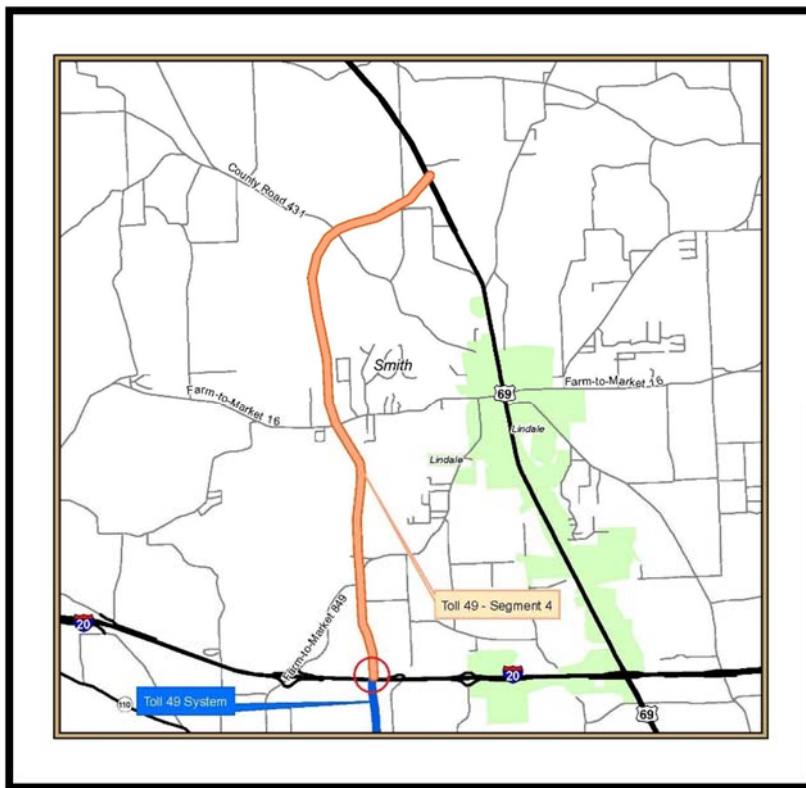 County Road 431
Smith
Farm-to-Market 16
69
Farm-to-Market 16
Lindale
Lindale
Toll 49 - Segment 4
Farm-to-Market 849
20
20
110
Toll 49 System
69